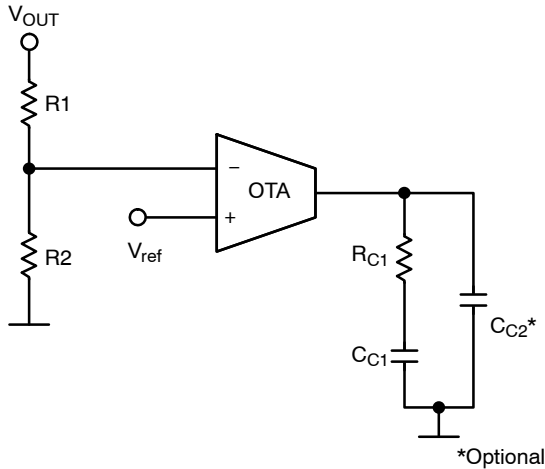 VOUT
R1
−
OTA
+
Vref
R2
RC1
CC1
CC2*
*Optional